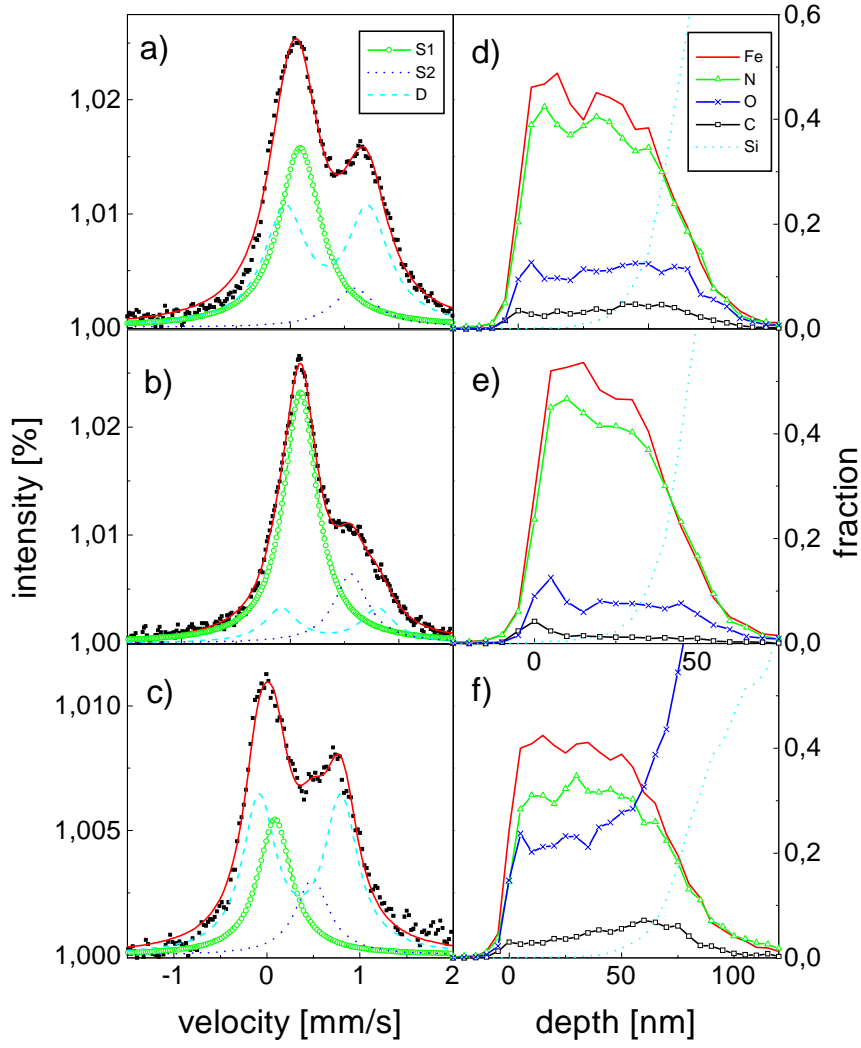 a)
S1
S2
D
1,02
1,01
1,00
d)
Fe
N
O
C
Si
0,6
0,4
0,2
0,0
b)
1,02
1,01
1,00
e)
0,4
0,2
0,0
0
50
c)
1,010
1,005
1,000
-1
0
1
2
f)
0,4
0,2
0,0
0
50
100
intensity [%]
fraction
velocity [mm/s]
depth [nm]